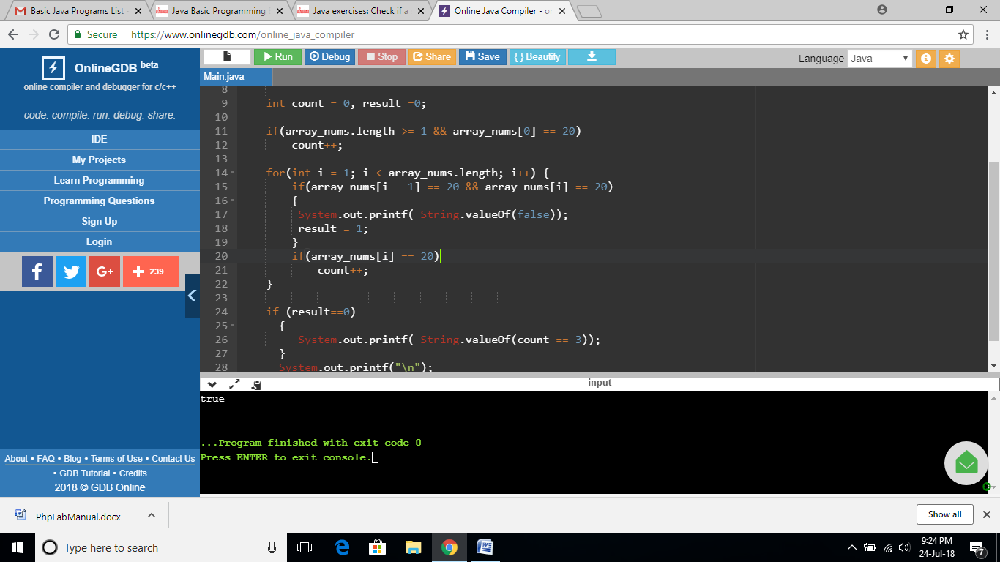 Basic Java Programs List -
Java Basic Programming
Java exercises: Check if a
Online Java Compiler - on
Secure | https://www.onlinegdb.com/online_java_compiler
OnlineGDB beta
online compiler and debugger for c/c++
code. compile. run. debug. share.
IDE
My Projects
Learn Programming
Programming Questions
Sign Up
Login
f
G+
+ 239
About • FAQ • Blog • Terms of Use • Contact Us
• GDB Tutorial • Credits
2018 © GDB Online
Run Debug Stop Share Save { } Beautify
Language Java
Main.java
8
9 int count = 0, result =0;
10
11 if(array_nums.length >= 1 && array_nums[0] == 20)
12 count++;
13
14 for(int i = 1; i < array_nums.length; i++) {
15 if(array_nums[i - 1] == 20 && array_nums[i] == 20)
16 {
17 System.out.printf( String.valueOf(false));
18 result = 1;
19 }
20 if(array_nums[i] == 20)
21 count++;
22 }
23
24 if (result==0)
25 {
26 System.out.printf( String.valueOf(count == 3));
27 }
28 System.out.printf("\n");
input
true
...Program finished with exit code 0
Press ENTER to exit console.
PhpLabManual.docx
Show all
Type here to search
9:24 PM
24-Jul-18
7